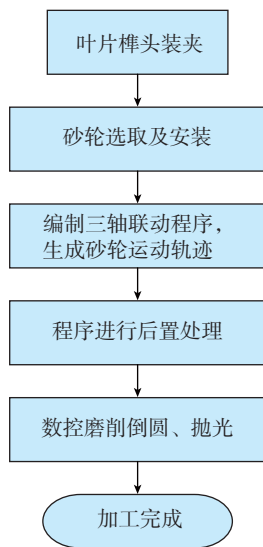 叶片榫头装夹
砂轮选取及安装
编制三轴联动程序，
生成砂轮运动轨迹
程序进行后置处理
数控磨削倒圆、抛光
加工完成